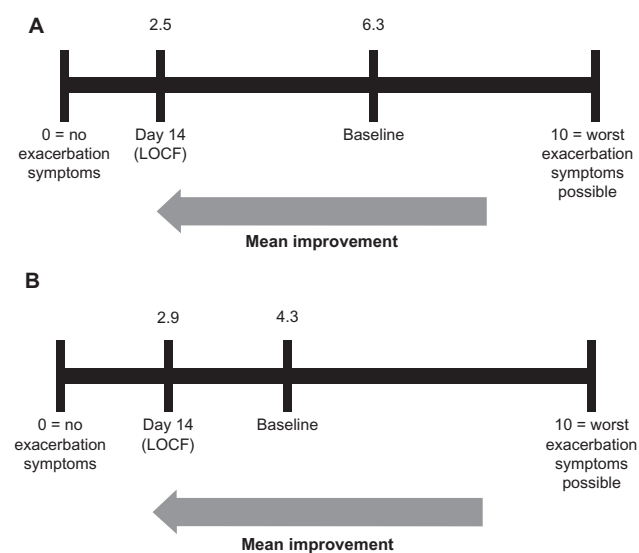 A
2.5 6.3
0 = no Day 14 Baseline 10 = worst
exacerbation (LOCF) exacerbation
symptoms symptoms
possible
Mean improvement
B
2.9 4.3
0 = no Day 14 Baseline 10 = worst
exacerbation (LOCF) exacerbation
symptoms symptoms
possible
Mean improvement